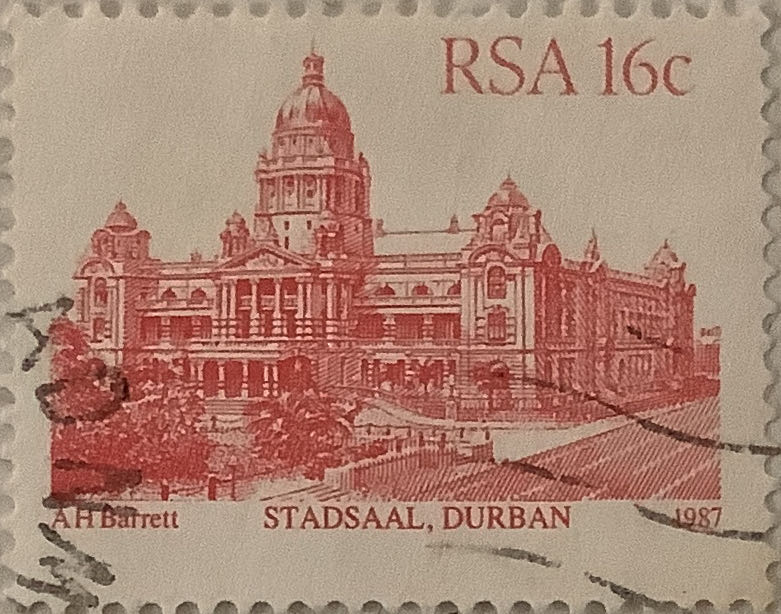 RSA 16c
A H Barrett STADSAAL, DURBAN 1987